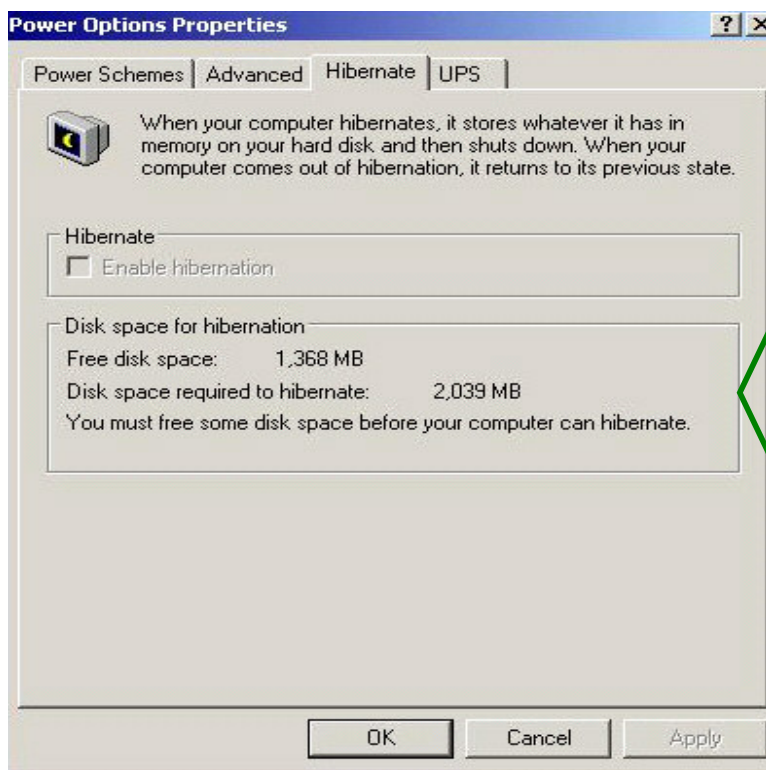 Power Options Properties
Power Schemes Advanced Hibernate UPS
When your computer hibernates, it stores whatever it has in
memory on your hard disk and then shuts down. When your
computer comes out of hibernation, it returns to its previous state.
Hibernate
Enable hibernation
Disk space for hibernation
Free disk space: 1,368 MB
Disk space required to hibernate: 2,039 MB
You must free some disk space before your computer can hibernate.
OK Cancel Apply